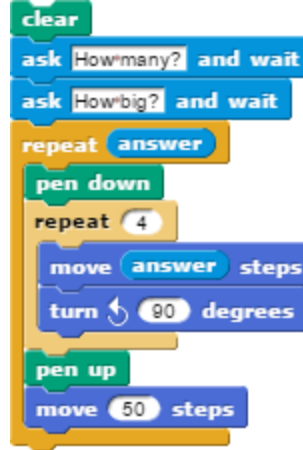 clear
ask How many? and wait
ask How big? and wait
repeat answer
pen down
repeat 4
move answer steps
turn 90 degrees
pen up
move 50 steps